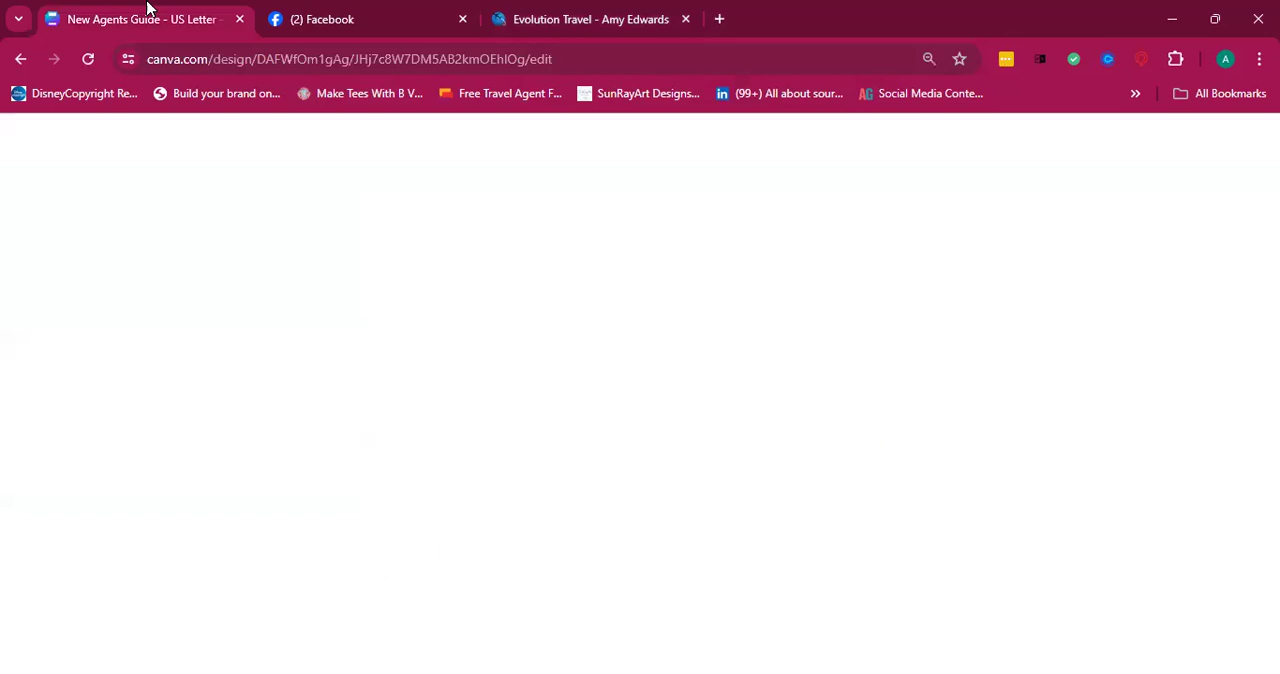 New Agents Guide - US Letter -
(2) Facebook
Evolution Travel - Amy Edwards
canva.com/design/DAFWfOm1gAg/JHj7c8W7DM5AB2kmOEhlOg/edit
A
DisneyCopyright Re...
Build your brand on...
Make Tees With B V...
Free Travel Agent F...
SunRayArt Designs...
(99+) All about sour...
AG Social Media Conte...
All Bookmarks